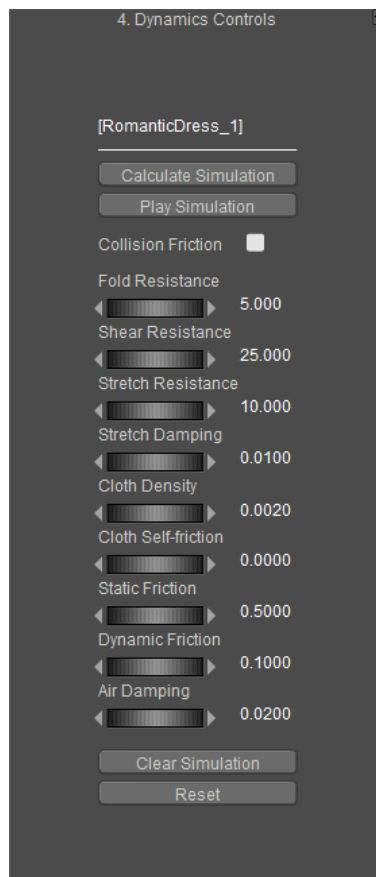 4. Dynamics Controls
[RomanticDress_1]
Calculate Simulation
Play Simulation
Collision Friction
Fold Resistance
5.000
Shear Resistance
25.000
Stretch Resistance
10.000
Stretch Damping
0.0100
Cloth Density
0.0020
Cloth Self-friction
0.0000
Static Friction
0.5000
Dynamic Friction
0.1000
Air Damping
0.0200
Clear Simulation
Reset